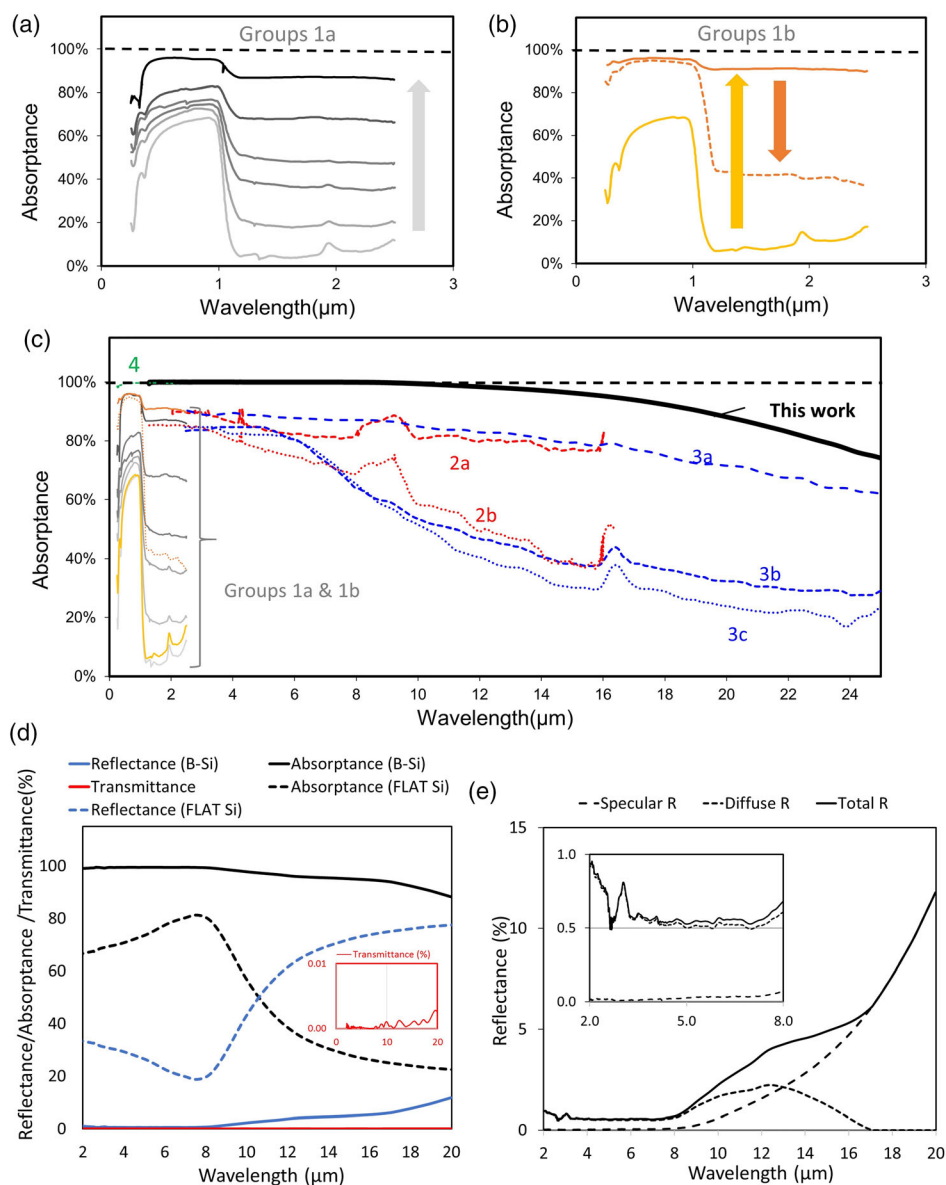 (a)
Groups 1a
100%
80%
60%
40%
20%
0%
Absorptance
0 1 2 3
Wavelength(µm)
(b)
Groups 1b
100%
80%
60%
40%
20%
0%
Absorptance
0 1 2 3
Wavelength(µm)
(c)
4
100%
80%
60%
40%
20%
0%
Absorptance
This work
2a
3a
2b
3b
3c
Groups 1a & 1b
0 2 4 6 8 10 12 14 16 18 20 22 24
Wavelength(µm)
(d)
Reflectance (B-Si) Absorptance (B-Si)
Transmittance Absorptance (FLAT Si)
Reflectance (FLAT Si)
Reflectance/Absorptance /Transmittance(%)
100
80
60
40
20
0
Transmittance (%)
0.01
0.00
0 10 20
2 4 6 8 10 12 14 16 18 20
Wavelength (µm)
(e)
Specular R Diffuse R Total R
Reflectance (%)
15
10
5
0
1.0
0.5
0.0
2.0 5.0 8.0
2 4 6 8 10 12 14 16 18 20
Wavelength (µm)